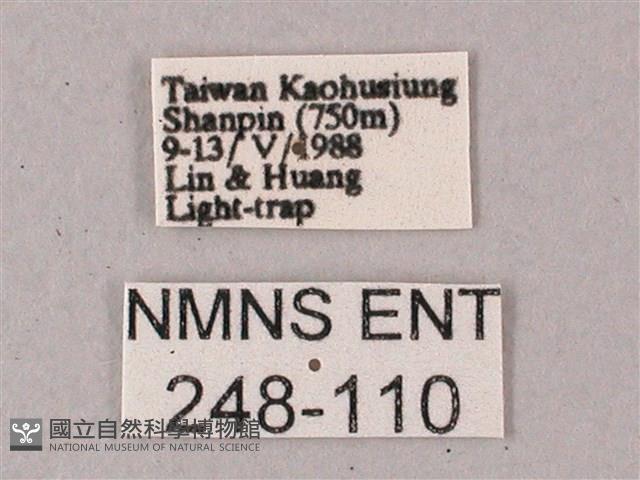 Taiwan Kaohusiung
Shanpin (750m)
9-13/ V/1988
Lin & Huang
Light-trap
NMNS ENT
248-110
國立自然科學博物館
NATIONAL MUSEUM OF NATURAL SCIENCE